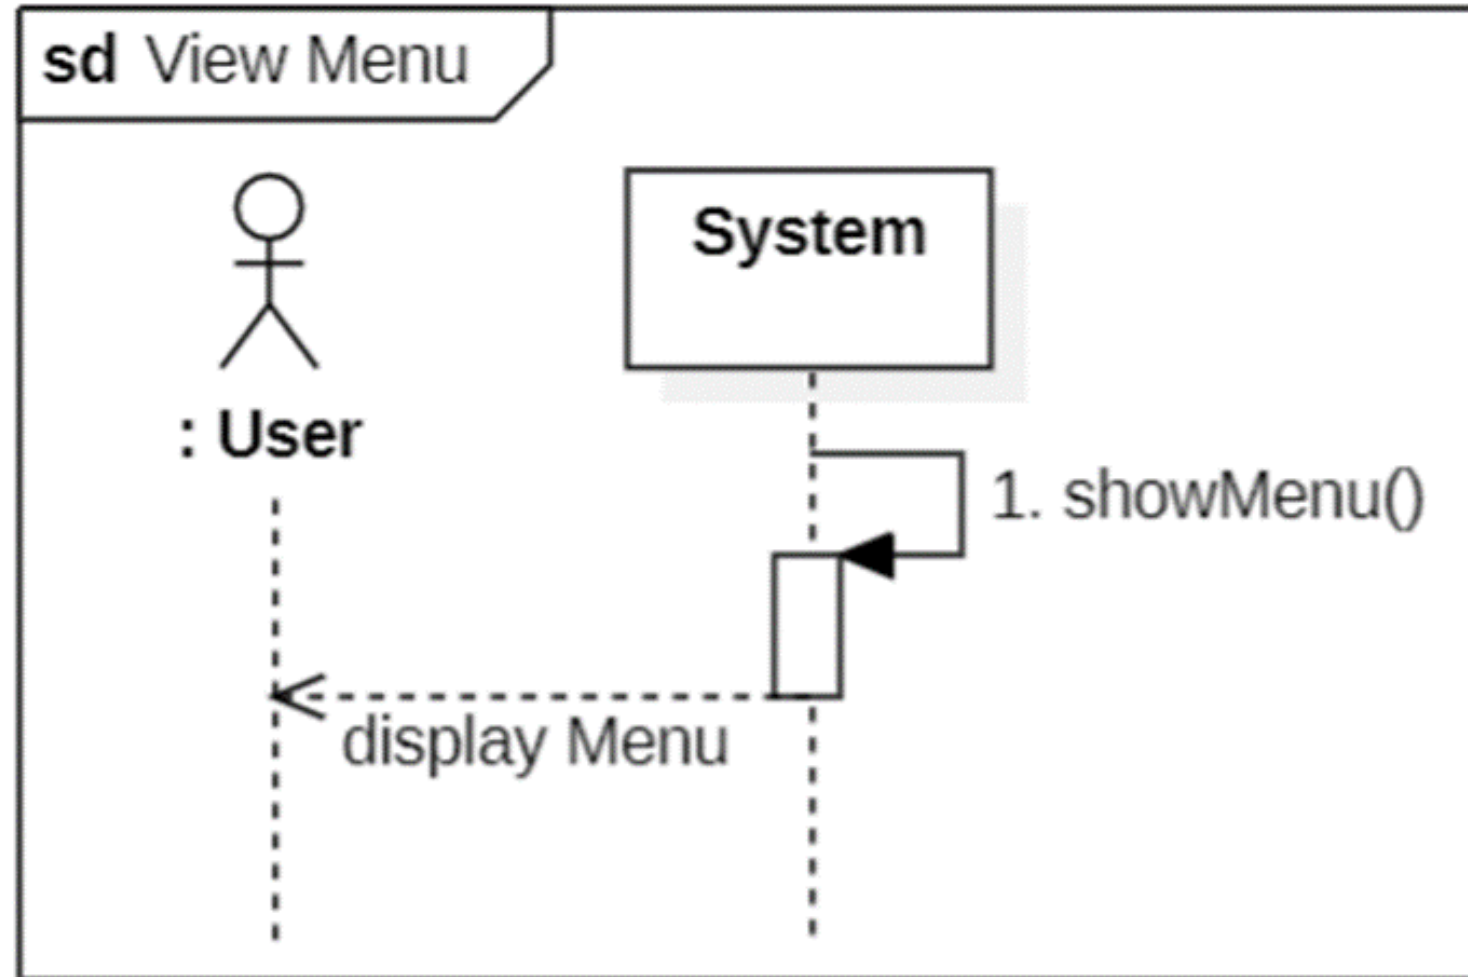 sd View Menu
System
: User
1. showMenu()
display Menu